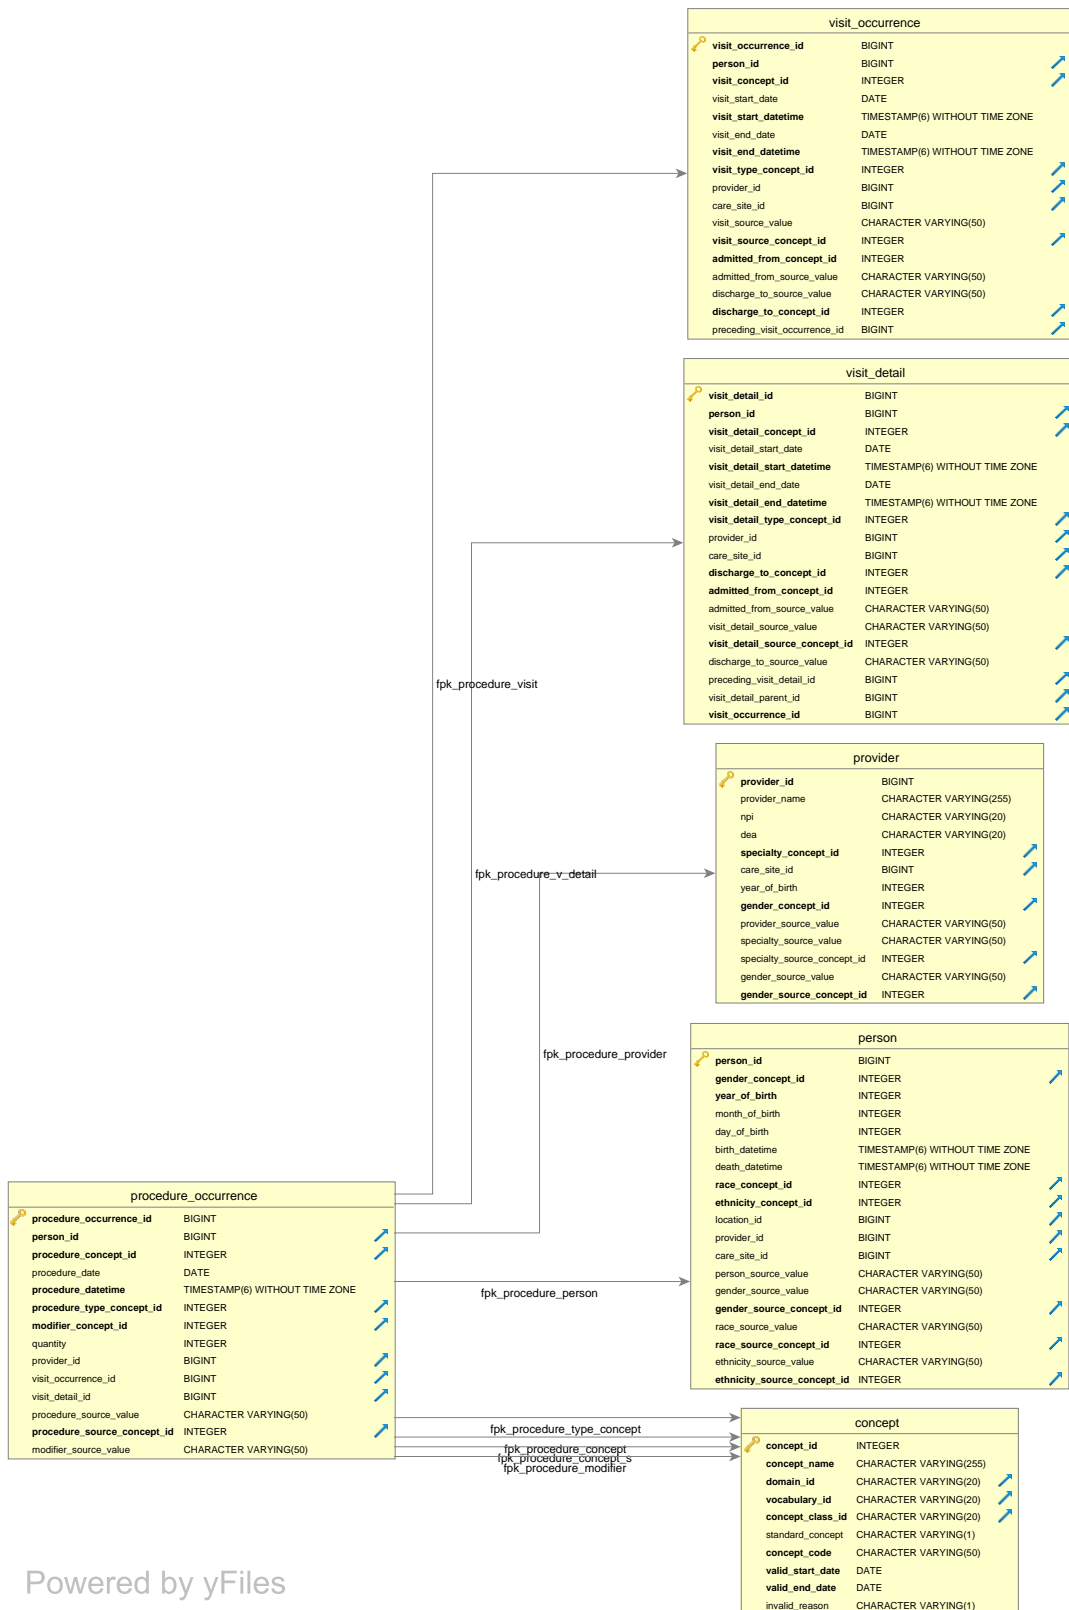 visit_occurrence
visit_occurrence_id BIGINT
person_id BIGINT
visit_concept_id INTEGER
visit_start_date DATE
visit_start_datetime TIMESTAMP(6) WITHOUT TIME ZONE
visit_end_date DATE
visit_end_datetime TIMESTAMP(6) WITHOUT TIME ZONE
visit_type_concept_id INTEGER
provider_id BIGINT
care_site_id BIGINT
visit_source_value CHARACTER VARYING(50)
visit_source_concept_id INTEGER
admitted_from_concept_id INTEGER
admitted_from_source_value CHARACTER VARYING(50)
discharge_to_source_value CHARACTER VARYING(50)
discharge_to_concept_id INTEGER
preceding_visit_occurrence_id BIGINT
visit_detail
visit_detail_id BIGINT
person_id BIGINT
visit_detail_concept_id INTEGER
visit_detail_start_date DATE
visit_detail_start_datetime TIMESTAMP(6) WITHOUT TIME ZONE
visit_detail_end_date DATE
visit_detail_end_datetime TIMESTAMP(6) WITHOUT TIME ZONE
visit_detail_type_concept_id INTEGER
provider_id BIGINT
care_site_id BIGINT
discharge_to_concept_id INTEGER
admitted_from_concept_id INTEGER
admitted_from_source_value CHARACTER VARYING(50)
visit_detail_source_value CHARACTER VARYING(50)
visit_detail_source_concept_id INTEGER
discharge_to_source_value CHARACTER VARYING(50)
preceding_visit_detail_id BIGINT
visit_detail_parent_id BIGINT
visit_occurrence_id BIGINT
fpk_procedure_visit
provider
provider_id BIGINT
provider_name CHARACTER VARYING(255)
npi CHARACTER VARYING(20)
dea CHARACTER VARYING(20)
specialty_concept_id INTEGER
care_site_id BIGINT
year_of_birth INTEGER
gender_concept_id INTEGER
provider_source_value CHARACTER VARYING(50)
specialty_source_value CHARACTER VARYING(50)
specialty_source_concept_id INTEGER
gender_source_value CHARACTER VARYING(50)
gender_source_concept_id INTEGER
fpk_procedure_v_detail
fpk_procedure_provider
person
person_id BIGINT
gender_concept_id INTEGER
year_of_birth INTEGER
month_of_birth INTEGER
day_of_birth INTEGER
birth_datetime TIMESTAMP(6) WITHOUT TIME ZONE
death_datetime TIMESTAMP(6) WITHOUT TIME ZONE
race_concept_id INTEGER
ethnicity_concept_id INTEGER
location_id BIGINT
provider_id BIGINT
care_site_id BIGINT
person_source_value CHARACTER VARYING(50)
gender_source_value CHARACTER VARYING(50)
gender_source_concept_id INTEGER
race_source_value CHARACTER VARYING(50)
race_source_concept_id INTEGER
ethnicity_source_value CHARACTER VARYING(50)
ethnicity_source_concept_id INTEGER
procedure_occurrence
procedure_occurrence_id BIGINT
person_id BIGINT
procedure_concept_id INTEGER
procedure_date DATE
procedure_datetime TIMESTAMP(6) WITHOUT TIME ZONE
procedure_type_concept_id INTEGER
modifier_concept_id INTEGER
quantity INTEGER
provider_id BIGINT
visit_occurrence_id BIGINT
visit_detail_id BIGINT
procedure_source_value CHARACTER VARYING(50)
procedure_source_concept_id INTEGER
modifier_source_value CHARACTER VARYING(50)
fpk_procedure_person
fpk_procedure_type_concept
fpk_procedure_concept
fpk_procedure_concept_s
fpk_procedure_modifier
concept
concept_id INTEGER
concept_name CHARACTER VARYING(255)
domain_id CHARACTER VARYING(20)
vocabulary_id CHARACTER VARYING(20)
concept_class_id CHARACTER VARYING(20)
standard_concept CHARACTER VARYING(1)
concept_code CHARACTER VARYING(50)
valid_start_date DATE
valid_end_date DATE
invalid_reason CHARACTER VARYING(1)
Powered by yFiles